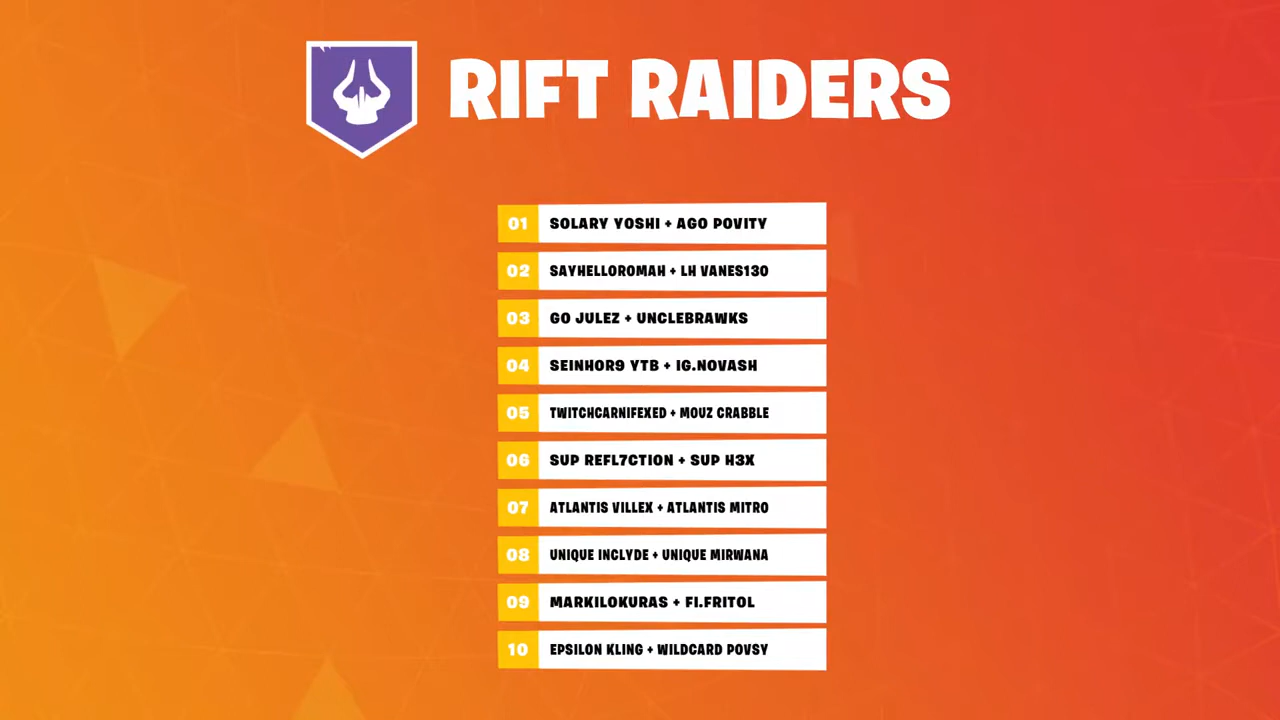 RIFT RAIDERS
01 SOLARY YOSHI + AGO POVITY
02 SAYHELLOROMAH + LH VANES130
03 GO JULEZ + UNCLEBRAWKS
04 SEINHOR9 YTB + IG.NOVASH
05 TWITCHCARNIFEXED + MOUZ CRABBLE
06 SUP REFL7CTION + SUP H3X
07 ATLANTIS VILLEX + ATLANTIS MITRO
08 UNIQUE INCLYDE + UNIQUE MIRWANA
09 MARKILOKURAS + FI.FRITOL
10 EPSILON KLING + WILDCARD POVSY